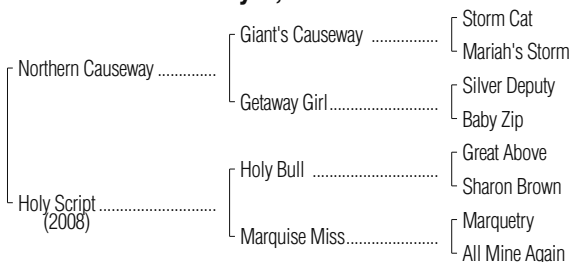 Storm Cat
Giant's Causeway ................
Mariah's Storm
Northern Causeway ..............
Silver Deputy
Getaway Girl..........................
Baby Zip
Great Above
Holy Bull ..............................
Sharon Brown
Holy Script............................
(2008)
Marquetry
Marquise Miss......................
All Mine Again